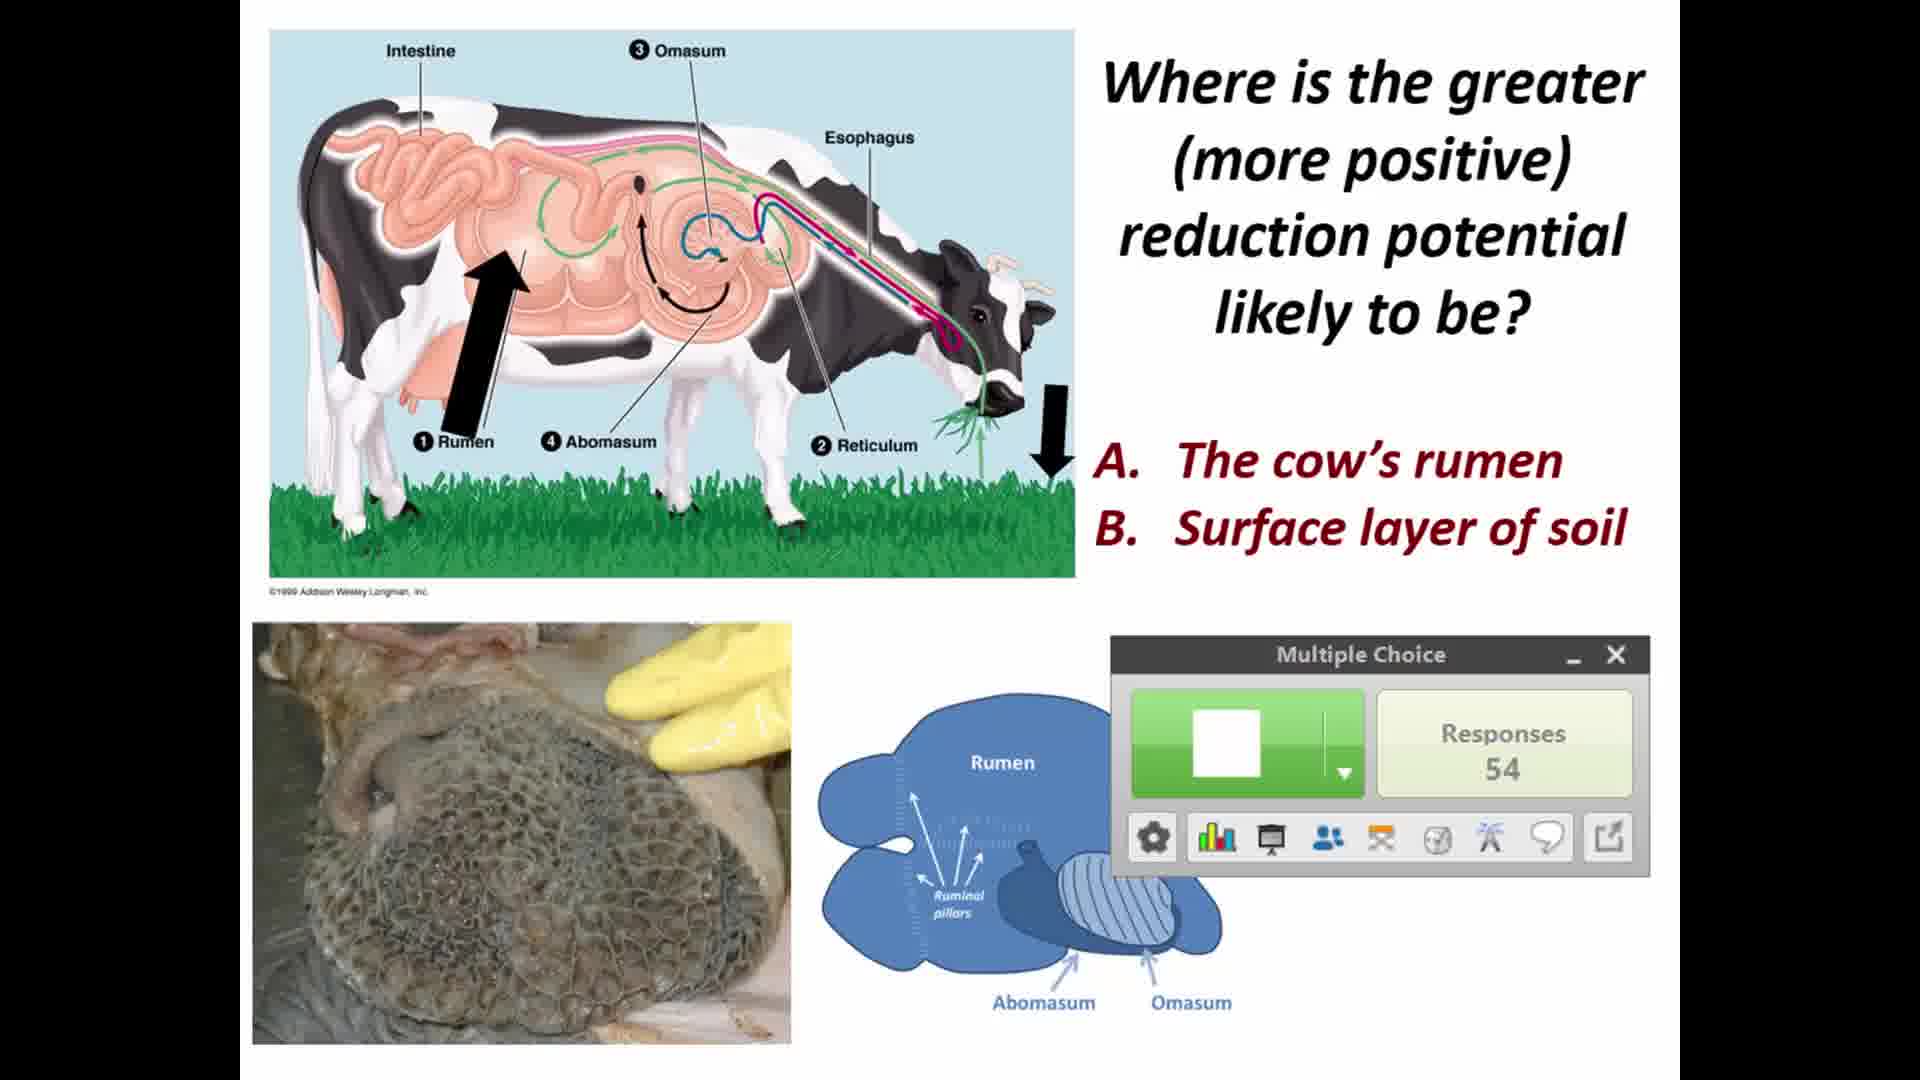 Intestine
3 Omasum
Esophagus
1 Rumen
4 Abomasum
2 Reticulum
©1999 Addison Wesley Longman, Inc.
Where is the greater
(more positive)
reduction potential
likely to be?
A. The cow's rumen
B. Surface layer of soil
Rumen
Ruminal
pillars
Abomasum
Omasum
Multiple Choice
Responses
54